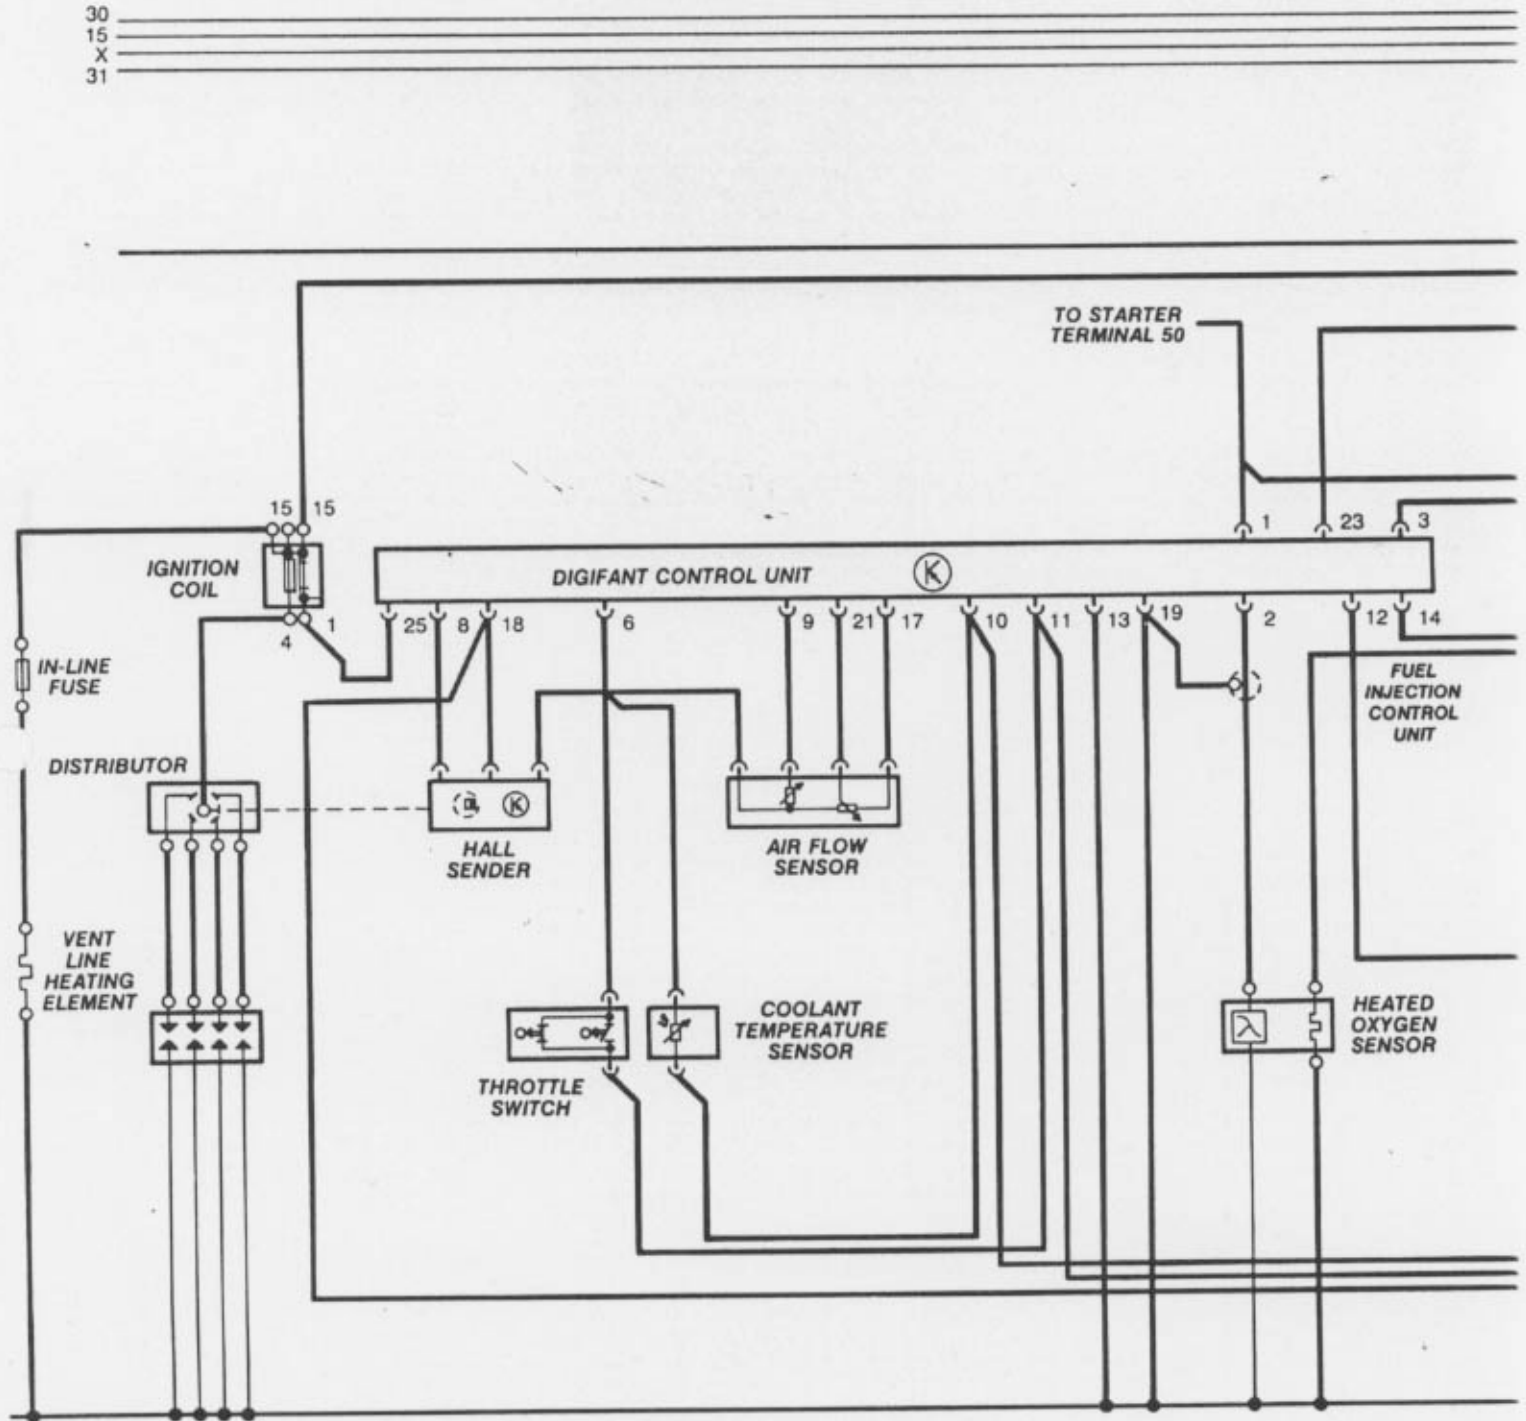 30
15
X
31
TO STARTER
TERMINAL 50
15 15
1 23 3
IGNITION
COIL
DIGIFANT CONTROL UNIT K
4 1
25 8 18 6 9 21 17 10 11 13 19 2 12 14
IN-LINE
FUSE
FUEL
INJECTION
CONTROL
UNIT
DISTRIBUTOR
K
HALL
SENDER
AIR FLOW
SENSOR
VENT
LINE
HEATING
ELEMENT
THROTTLE
SWITCH
COOLANT
TEMPERATURE
SENSOR
HEATED
OXYGEN
SENSOR